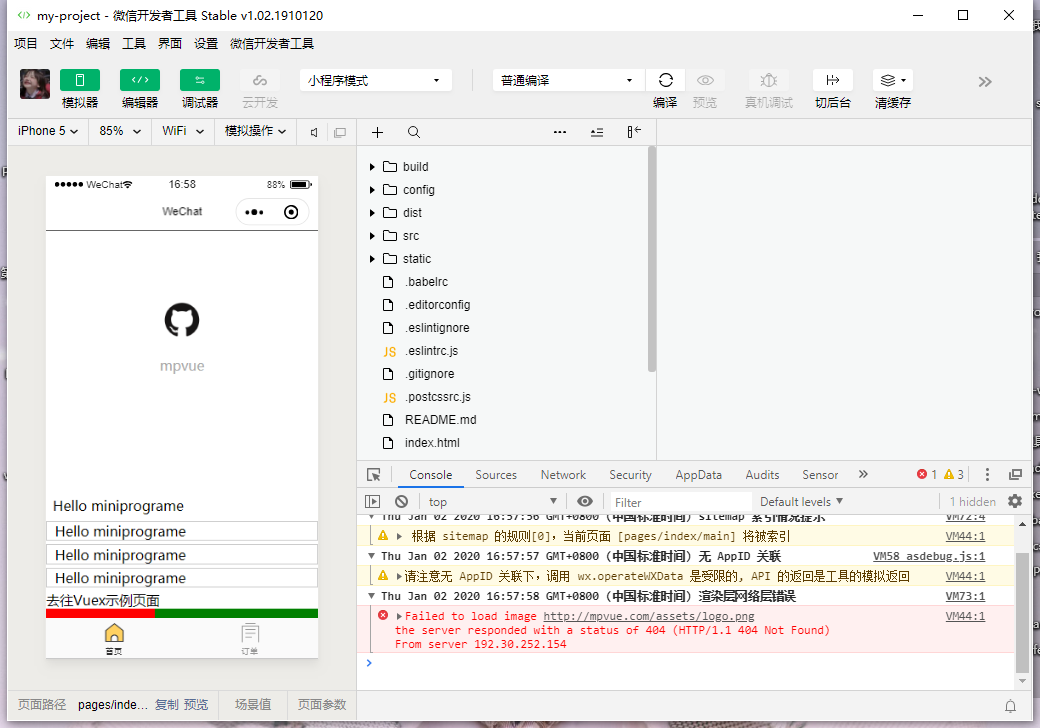 my-project - 微信开发者工具 Stable v1.02.1910120
项目 文件 编辑 工具 界面 设置 微信开发者工具
小程序模式 普通编译
模拟器 编辑器 调试器 云开发 编译 预览 真机调试 切后台 清缓存
iPhone 5 85% WiFi 模拟操作
WeChat 16:58 88%
WeChat
mpvue
Hello miniprograme
Hello miniprograme
Hello miniprograme
Hello miniprograme
去往Vuex示例页面
首页 订单
build
config
dist
src
static
.babelrc
.editorconfig
.eslintignore
JS .eslintrc.js
.gitignore
JS .postcssrc.js
README.md
index.html
Console Sources Network Security AppData Audits Sensor 1 3
top Filter Default levels 1 hidden
Thu Jan 02 2020 16:57:56 GMT+0800 (中国标准时间) sitemap 索引情况提示 VM72:4
根据 sitemap 的规则[0]，当前页面 [pages/index/main] 将被索引 VM44:1
Thu Jan 02 2020 16:57:57 GMT+0800 (中国标准时间) 无 AppID 关联 VM58 asdebug.js:1
请注意无 AppID 关联下，调用 wx.operateWXData 是受限的, API 的返回是工具的模拟返回 VM44:1
Thu Jan 02 2020 16:57:58 GMT+0800 (中国标准时间) 渲染层网络层错误 VM73:1
Failed to load image http://mpvue.com/assets/logo.png VM44:1
the server responded with a status of 404 (HTTP/1.1 404 Not Found)
From server 192.30.252.154
页面路径 pages/inde... 复制 预览 场景值 页面参数